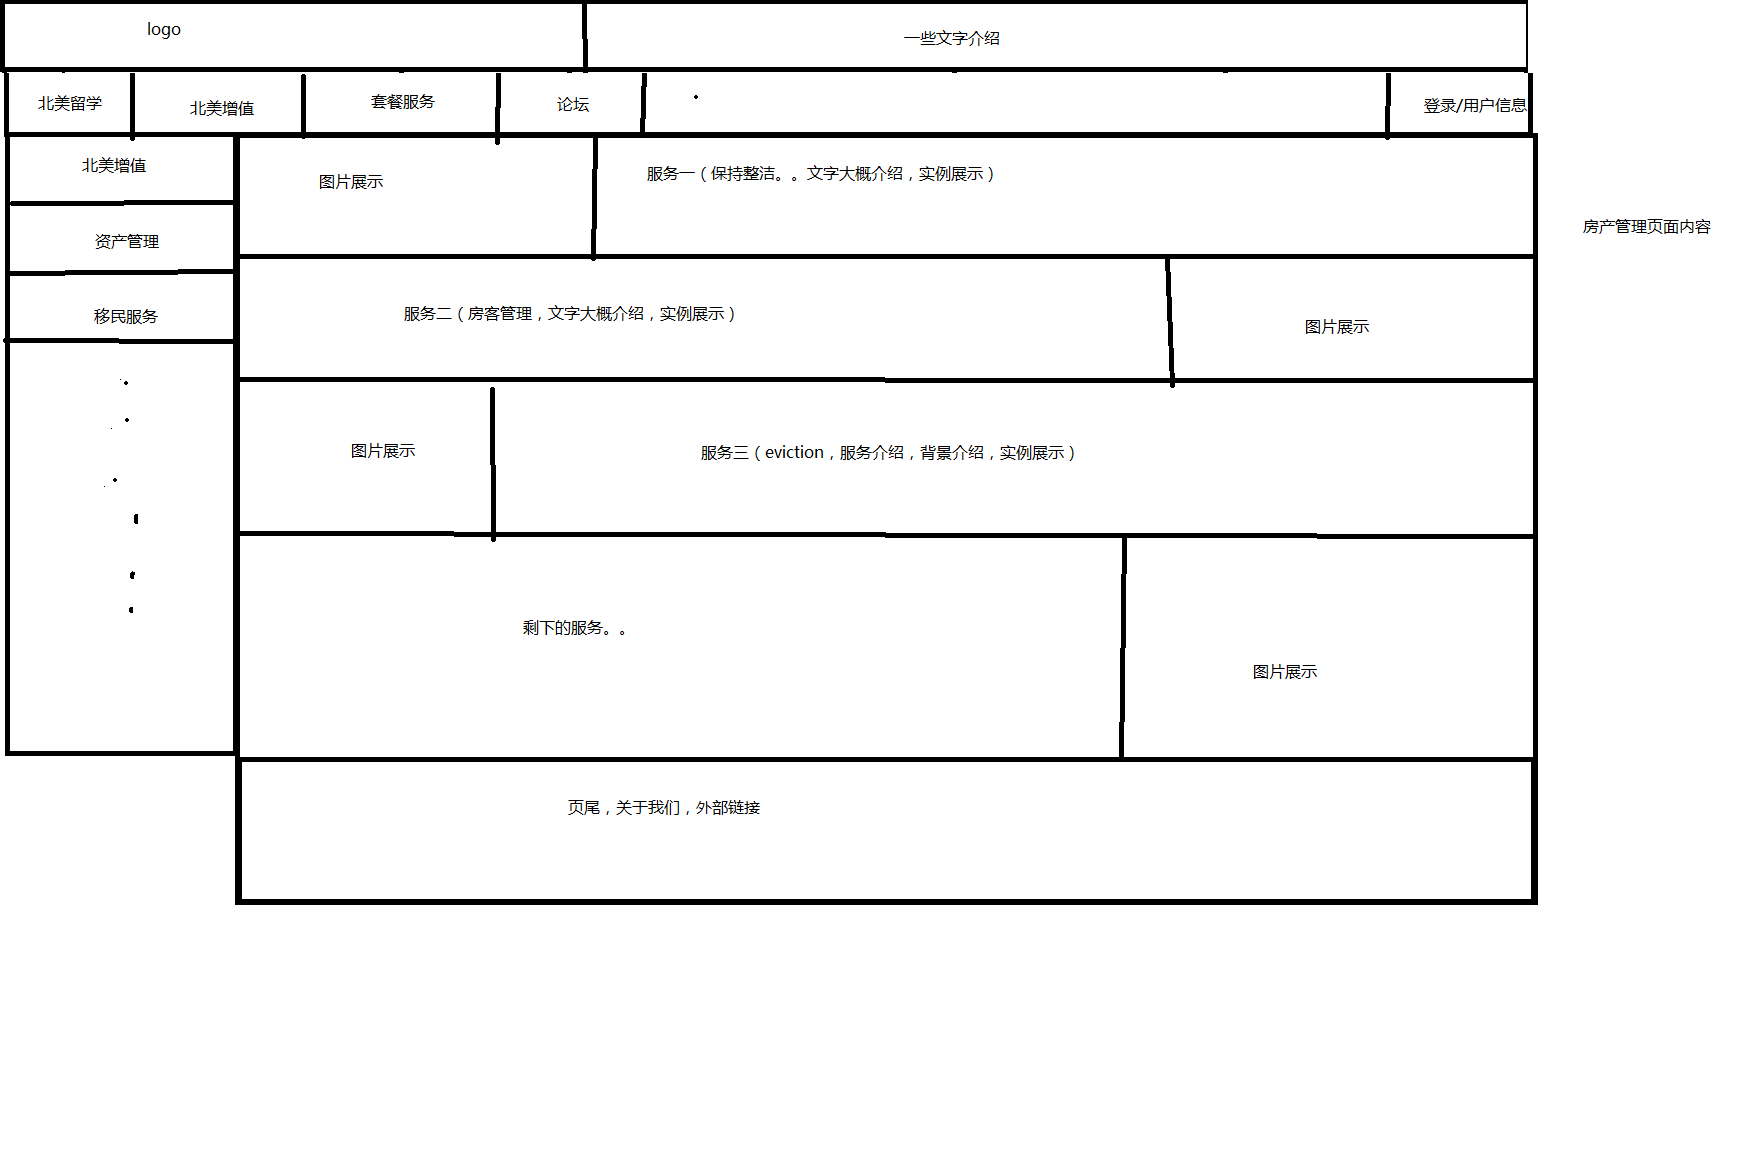 logo
一些文字介绍
北美留学
北美增值
套餐服务
论坛
登录/用户信息
北美增值
图片展示
服务一（保持整洁。。文字大概介绍，实例展示）
房产管理页面内容
资产管理
移民服务
服务二（房客管理，文字大概介绍，实例展示）
图片展示
图片展示
服务三（eviction，服务介绍，背景介绍，实例展示）
剩下的服务。。
图片展示
页尾，关于我们，外部链接